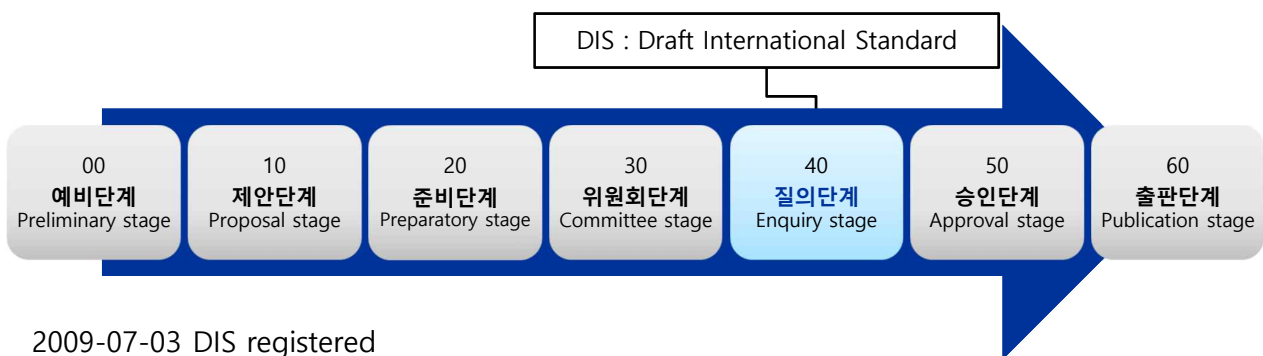 DIS : Draft International Standard
00
예비단계
Preliminary stage
10
제안단계
Proposal stage
20
준비단계
Preparatory stage
30
위원회단계
Committee stage
40
질의단계
Enquiry stage
50
승인단계
Approval stage
60
출판단계
Publication stage
2009-07-03 DIS registered